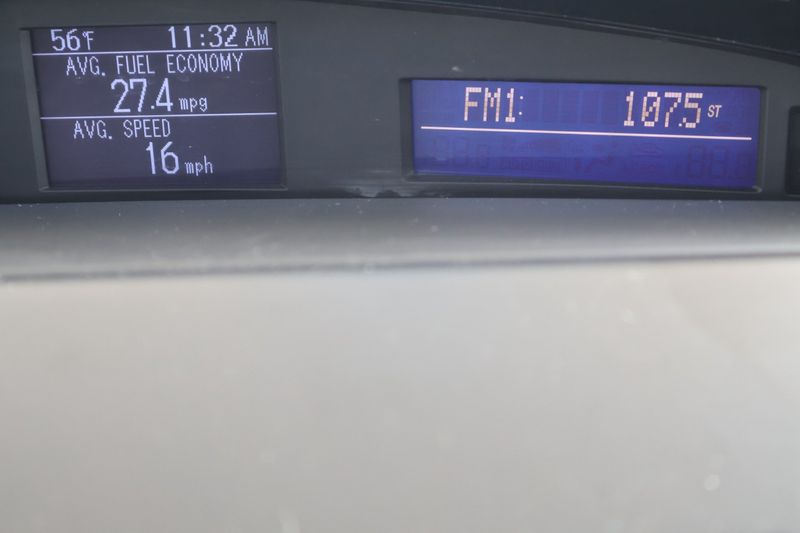 56°F 11:32 AM
AVG. FUEL ECONOMY
27.4 mpg
AVG. SPEED
16 mph
FM1: 107.5 ST